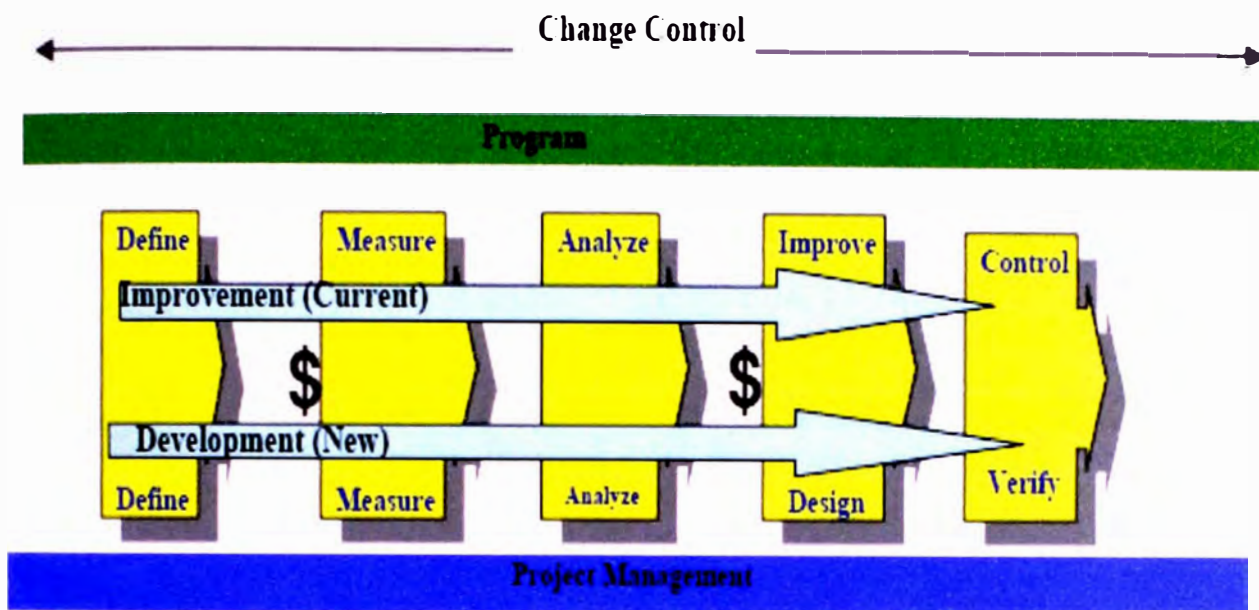 Change Control
Program
Define Measure Analyze Improve Control
Improvement (Current)
$ $
Development (New)
Define Measure Analyze Design Verify
Project Management